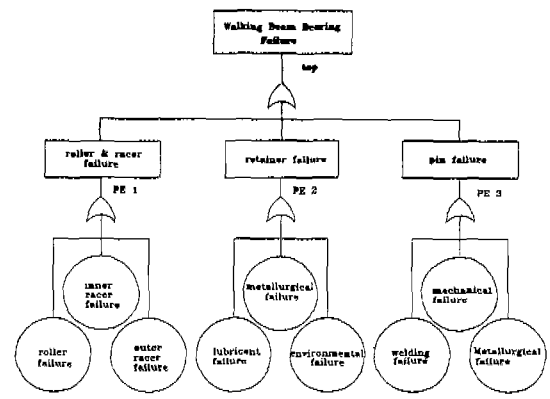 Walking Beam Bearing
Failure
top
roller & racer
failure
retainer failure
pin failure
PE 1
PE 2
PE 3
inner
racer
failure
metallurgical
failure
mechanical
failure
roller
failure
outer
racer
failure
lubricent
failure
environmental
failure
welding
failure
Metallurgical
failure